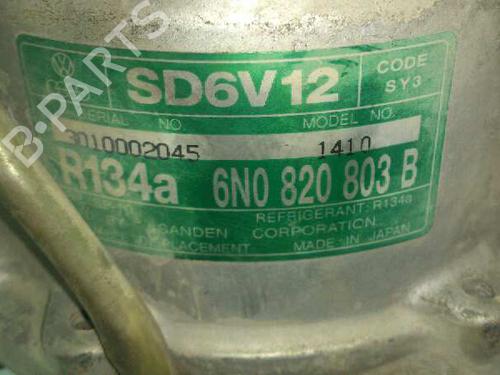 B-PARTS
SD6V12
CODE
SY3
SERIAL NO. MODEL NO.
3010002045 1410
R134a 6N0 820 803 B
REFRIGERANT: R134a
SANDEN CORPORATION
MADE IN JAPAN